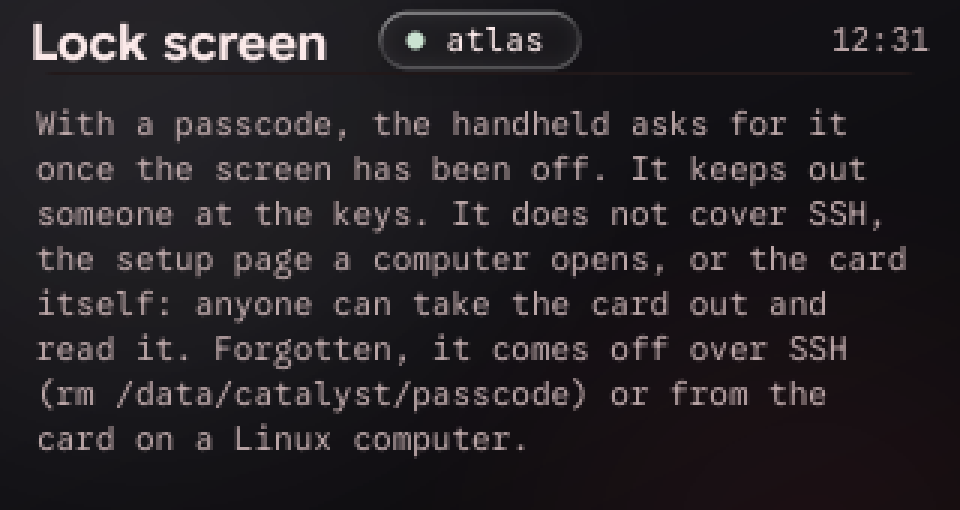 Lock screen
atlas
12:31
With a passcode, the handheld asks for it
once the screen has been off. It keeps out
someone at the keys. It does not cover SSH,
the setup page a computer opens, or the card
itself: anyone can take the card out and
read it. Forgotten, it comes off over SSH
(rm /data/catalyst/passcode) or from the
card on a Linux computer.